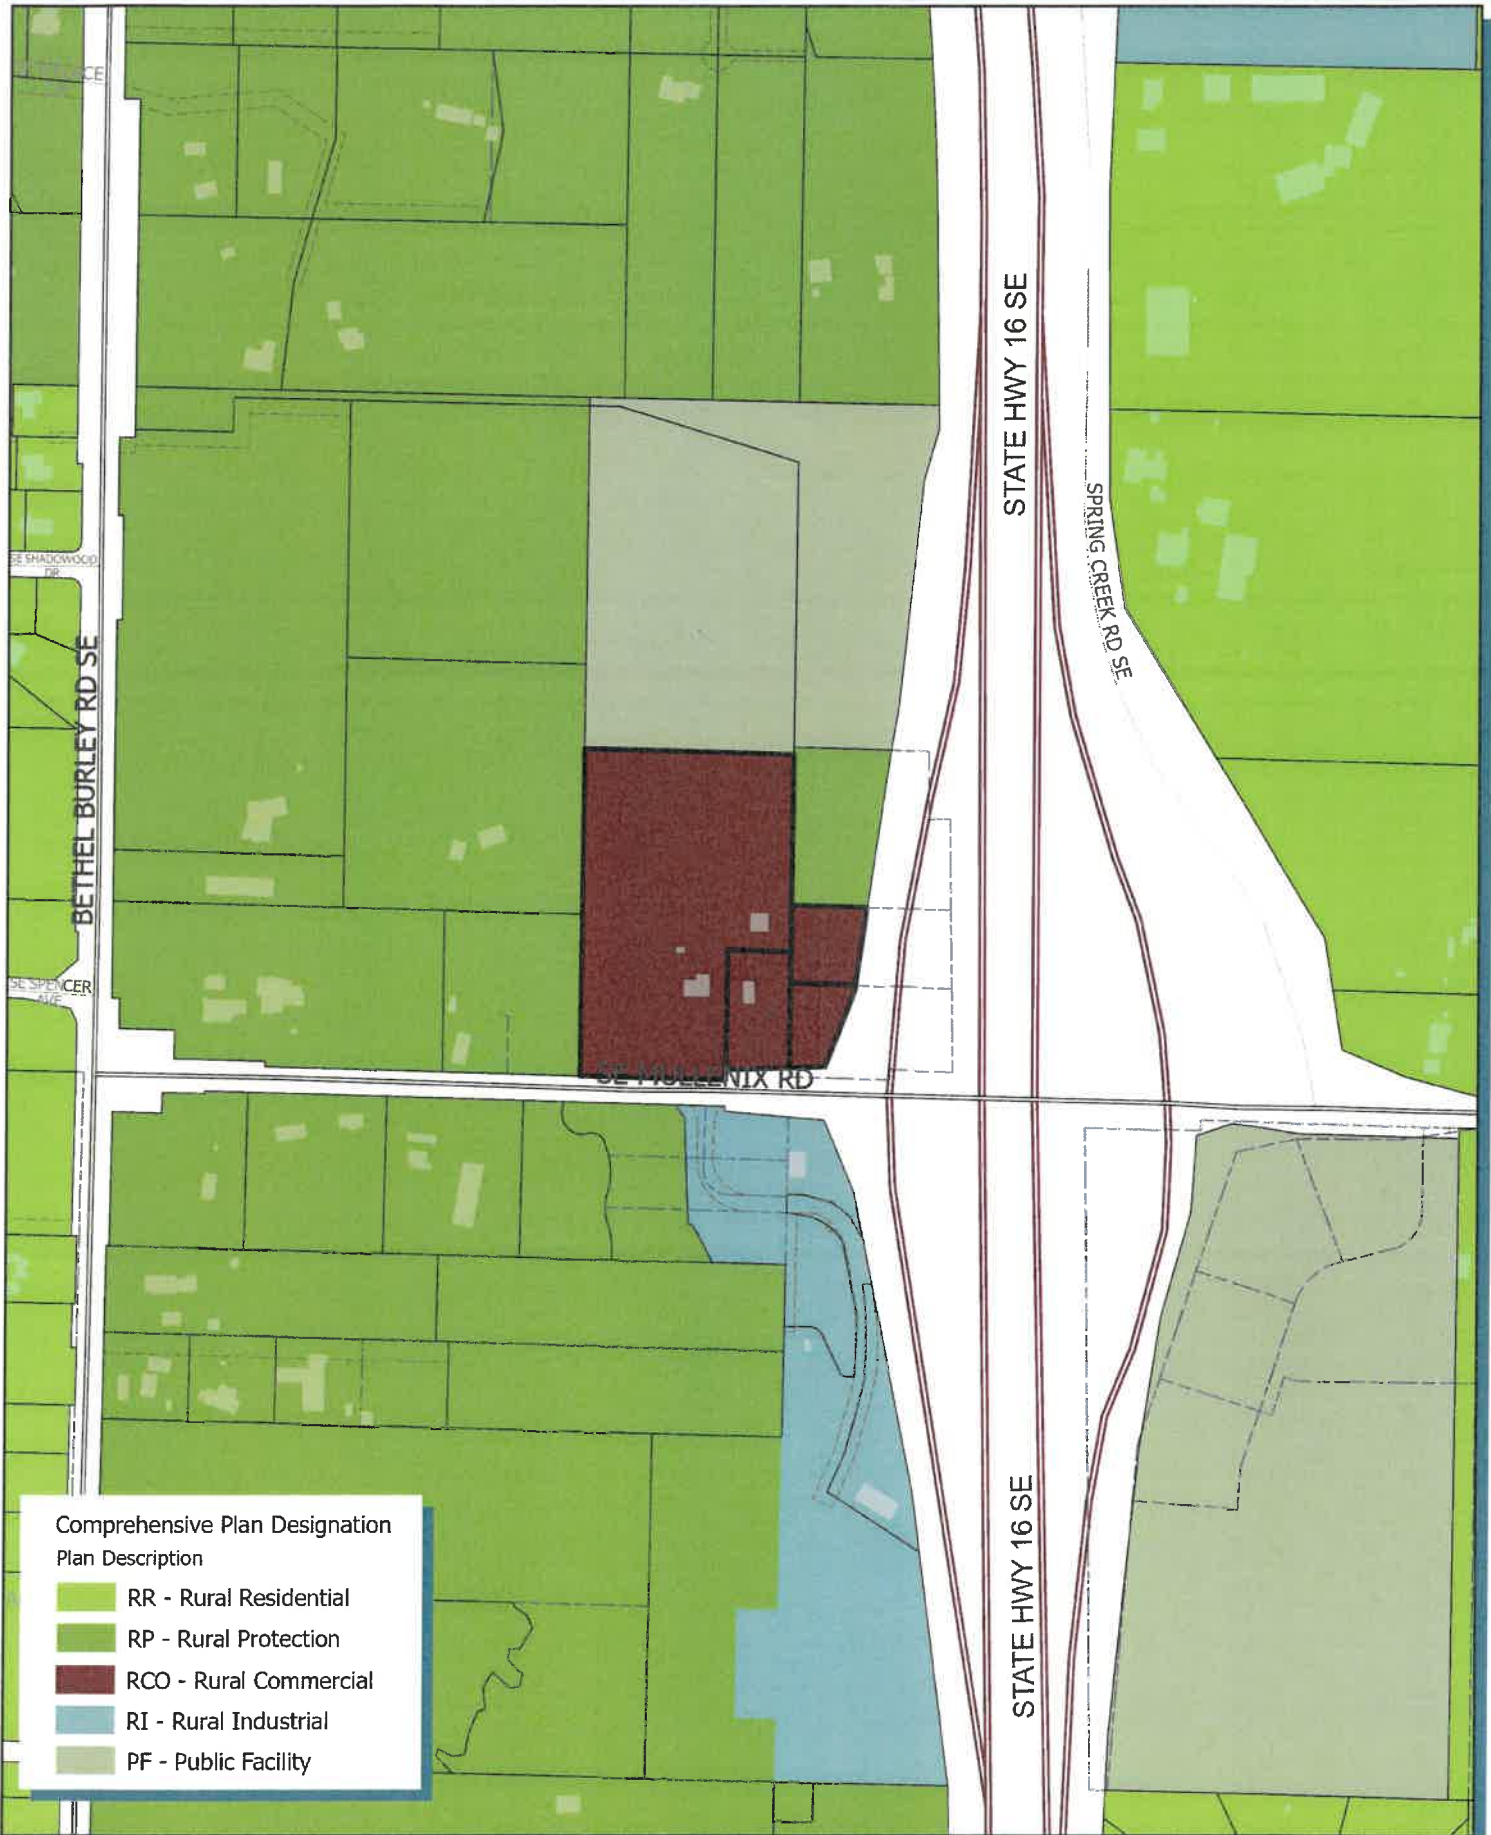 STATE HWY 16 SE
SPRING CREEK RD SE
SE SHADOWOOD
DR
BETHEL BURLEY RD SE
SE SPENCER
AVE
SE MULLENIX RD
STATE HWY 16 SE
Comprehensive Plan Designation
Plan Description
RR - Rural Residential
RP - Rural Protection
RCO - Rural Commercial
RI - Rural Industrial
PF - Public Facility